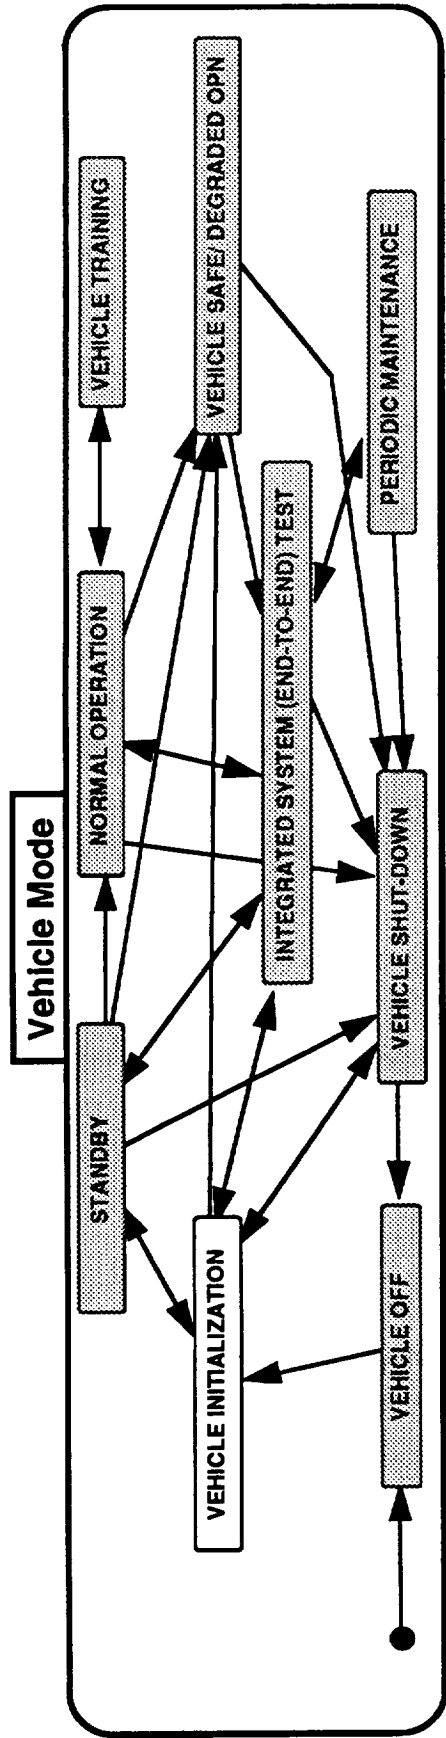 Vehicle Mode
STANDBY
NORMAL OPERATION
VEHICLE TRAINING
VEHICLE INITIALIZATION
VEHICLE SAFE/ DEGRADED OPN
INTEGRATED SYSTEM (END-TO-END) TEST
VEHICLE OFF
VEHICLE SHUT-DOWN
PERIODIC MAINTENANCE